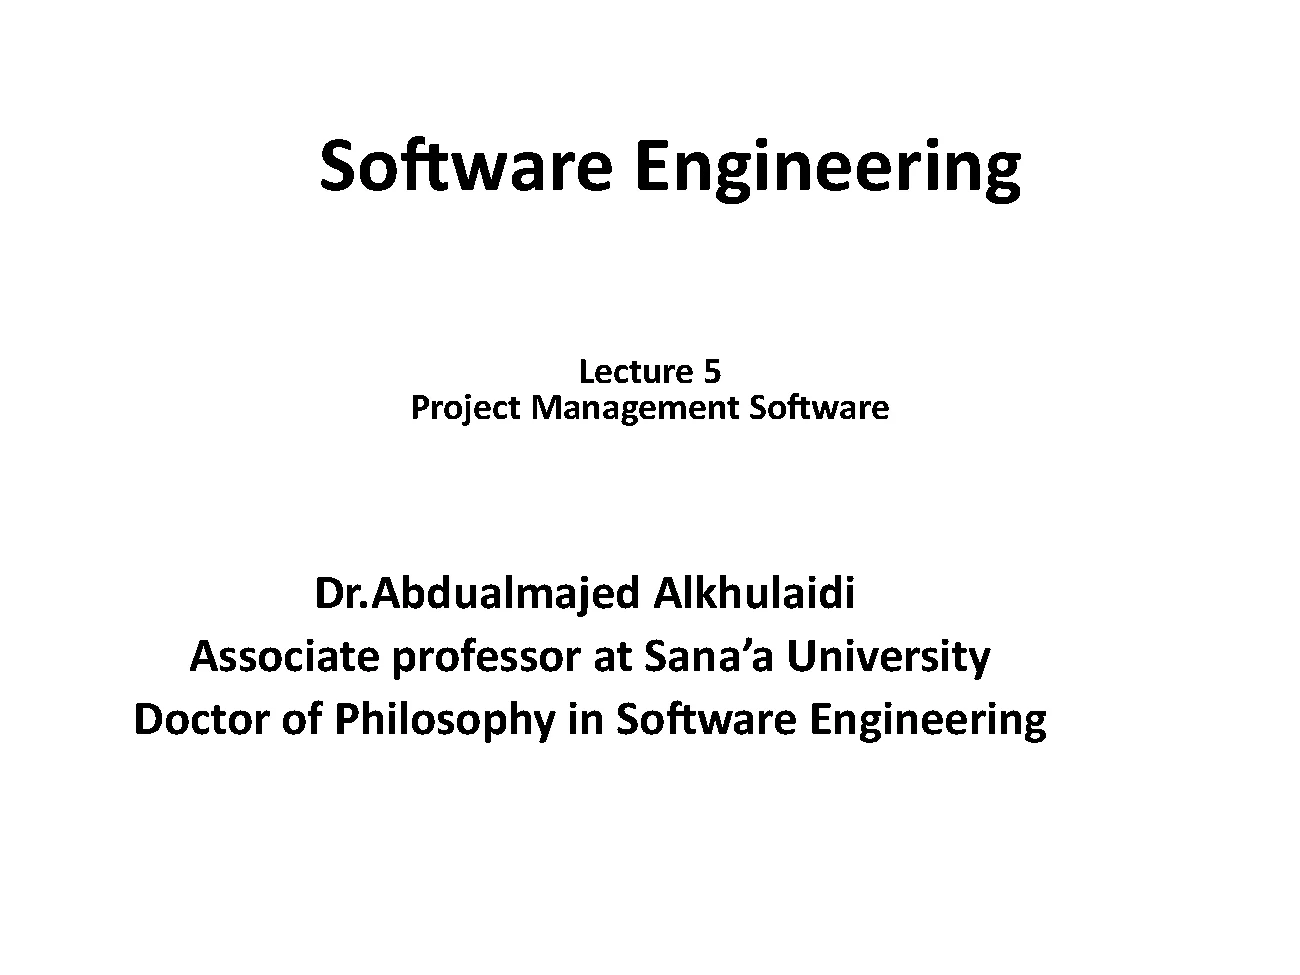 Software Engineering
Lecture 5
Project Management Software
Dr.Abdualmajed Alkhulaidi
Associate professor at Sana’a University
Doctor of Philosophy in Software Engineering